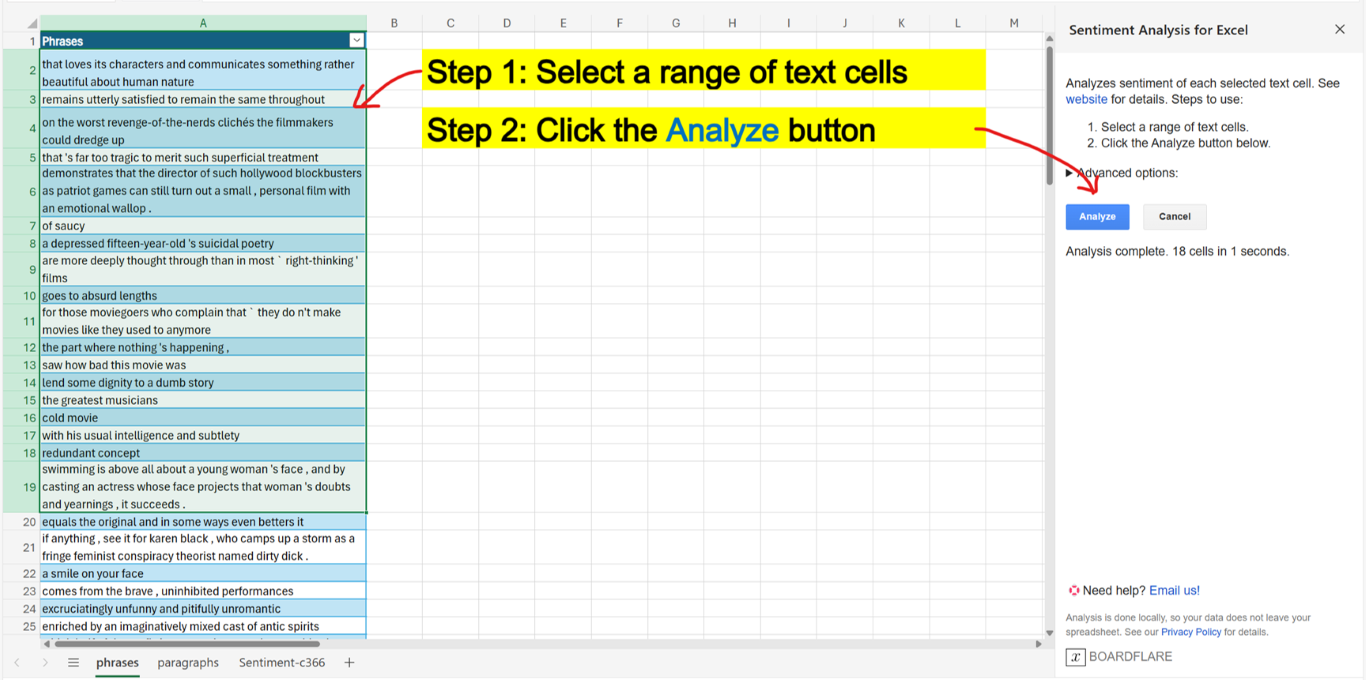 A B C D E F G H I J K L M
1 Phrases
2 that loves its characters and communicates something rather
beautiful about human nature
3 remains utterly satisfied to remain the same throughout
4 on the worst revenge-of-the-nerds clichés the filmmakers
could dredge up
5 that 's far too tragic to merit such superficial treatment
6 demonstrates that the director of such hollywood blockbusters
as patriot games can still turn out a small , personal film with
an emotional wallop .
7 of saucy
8 a depressed fifteen-year-old 's suicidal poetry
9 are more deeply thought through than in most ` right-thinking '
films
10 goes to absurd lengths
11 for those moviegoers who complain that ` they do n't make
movies like they used to anymore
12 the part where nothing 's happening ,
13 saw how bad this movie was
14 lend some dignity to a dumb story
15 the greatest musicians
16 cold movie
17 with his usual intelligence and subtlety
18 redundant concept
19 swimming is above all about a young woman 's face , and by
casting an actress whose face projects that woman 's doubts
and yearnings , it succeeds .
20 equals the original and in some ways even betters it
21 if anything , see it for karen black , who camps up a storm as a
fringe feminist conspiracy theorist named dirty dick .
22 a smile on your face
23 comes from the brave , uninhibited performances
24 excruciatingly unfunny and pitifully unromantic
25 enriched by an imaginatively mixed cast of antic spirits
phrases paragraphs Sentiment-c366 +
Step 1: Select a range of text cells
Step 2: Click the Analyze button
Sentiment Analysis for Excel
Analyzes sentiment of each selected text cell. See
website for details. Steps to use:
1. Select a range of text cells.
2. Click the Analyze button below.
Advanced options:
Analyze Cancel
Analysis complete. 18 cells in 1 seconds.
Need help? Email us!
Analysis is done locally, so your data does not leave your
spreadsheet. See our Privacy Policy for details.
x BOARDFLARE